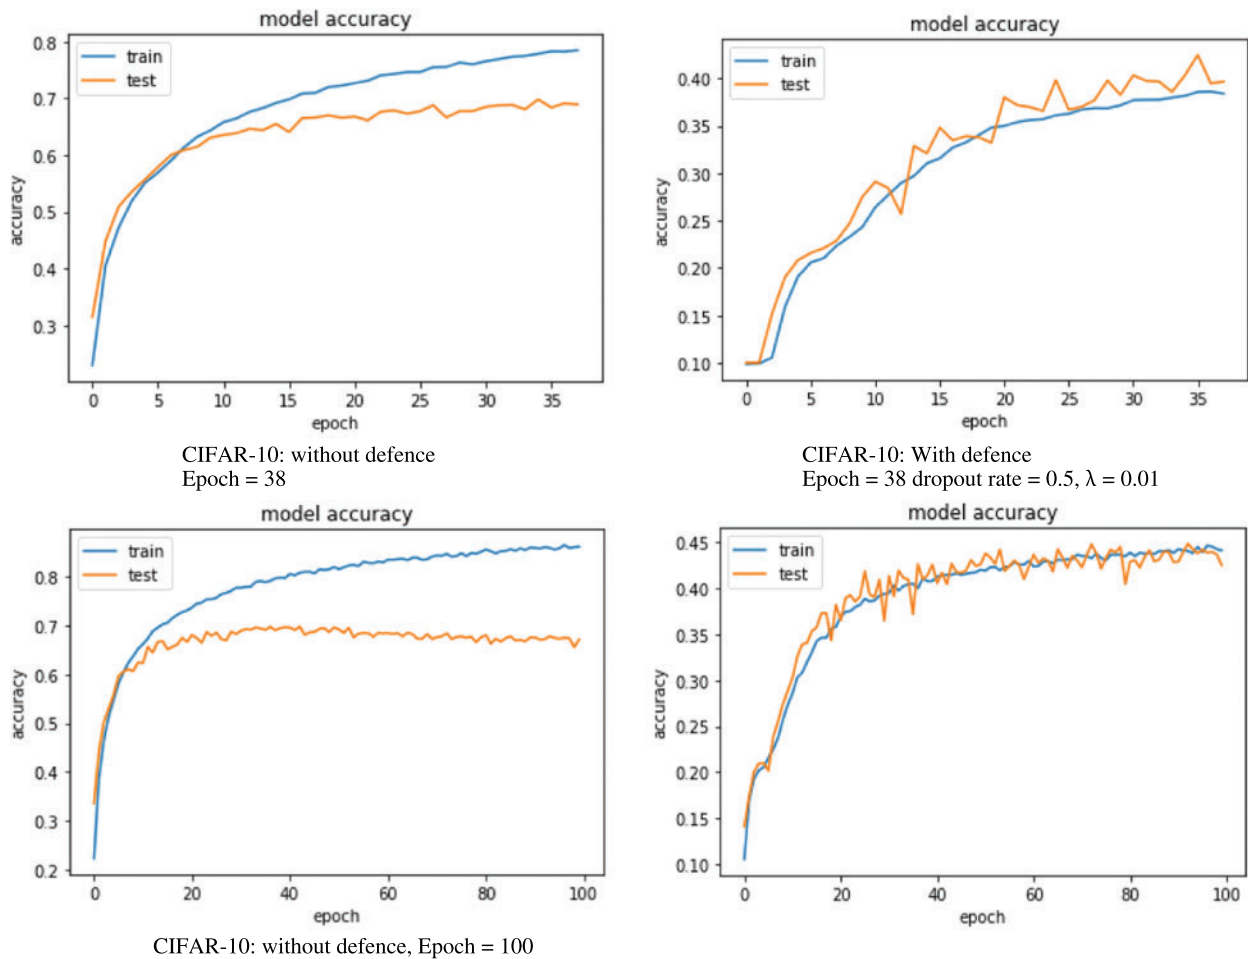 model accuracy
train
test
accuracy
0.8
0.7
0.6
0.5
0.4
0.3
0 5 10 15 20 25 30 35
epoch
CIFAR-10: without defence
Epoch = 38
model accuracy
train
test
accuracy
0.40
0.35
0.30
0.25
0.20
0.15
0.10
0 5 10 15 20 25 30 35
epoch
CIFAR-10: With defence
Epoch = 38 dropout rate = 0.5, λ = 0.01
model accuracy
train
test
accuracy
0.8
0.7
0.6
0.5
0.4
0.3
0.2
0 20 40 60 80 100
epoch
CIFAR-10: without defence, Epoch = 100
model accuracy
train
test
accuracy
0.45
0.40
0.35
0.30
0.25
0.20
0.15
0.10
0 20 40 60 80 100
epoch